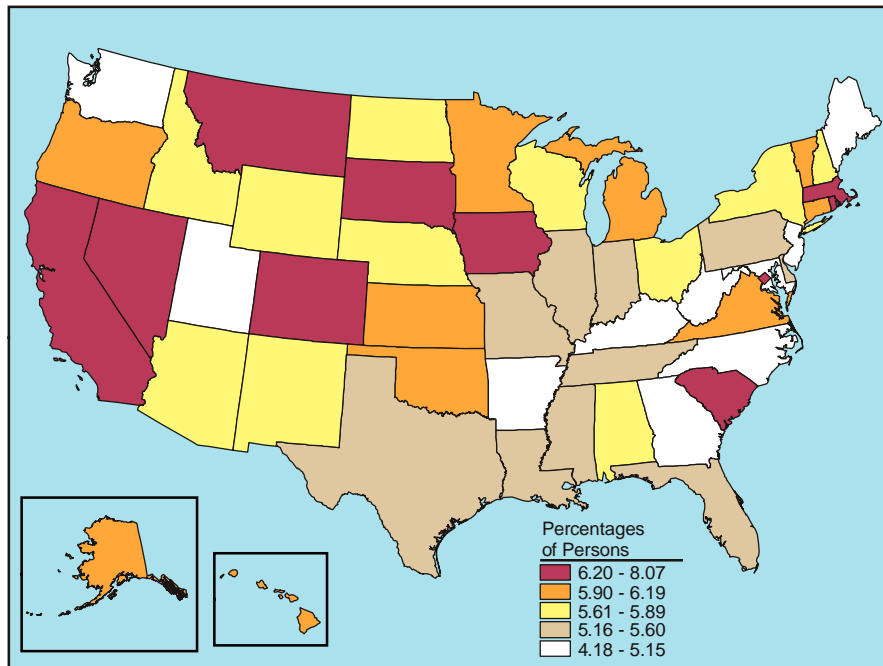 Percentages
of Persons
6.20 - 8.07
5.90 - 6.19
5.61 - 5.89
5.16 - 5.60
4.18 - 5.15